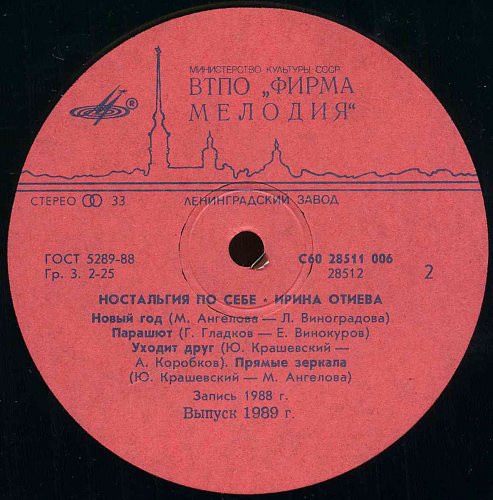 МИНИСТЕРСТВО КУЛЬТУРЫ СССР
ВТПО „ФИРМА
МЕЛОДИЯ“
®
СТЕРЕО 33
ЛЕНИНГРАДСКИЙ ЗАВОД
ГОСТ 5289-88
Гр. 3. 2-25
С60 28511 006
28512
2
НОСТАЛЬГИЯ ПО СЕБЕ · ИРИНА ОТИЕВА
Новый год (М. Ангелова — Л. Виноградова)
Парашют (Г. Гладков — Е. Винокуров)
Уходит друг (Ю. Крашевский —
А. Коробков). Прямые зеркала
(Ю. Крашевский — М. Ангелова)
Запись 1988 г.
Выпуск 1989 г.